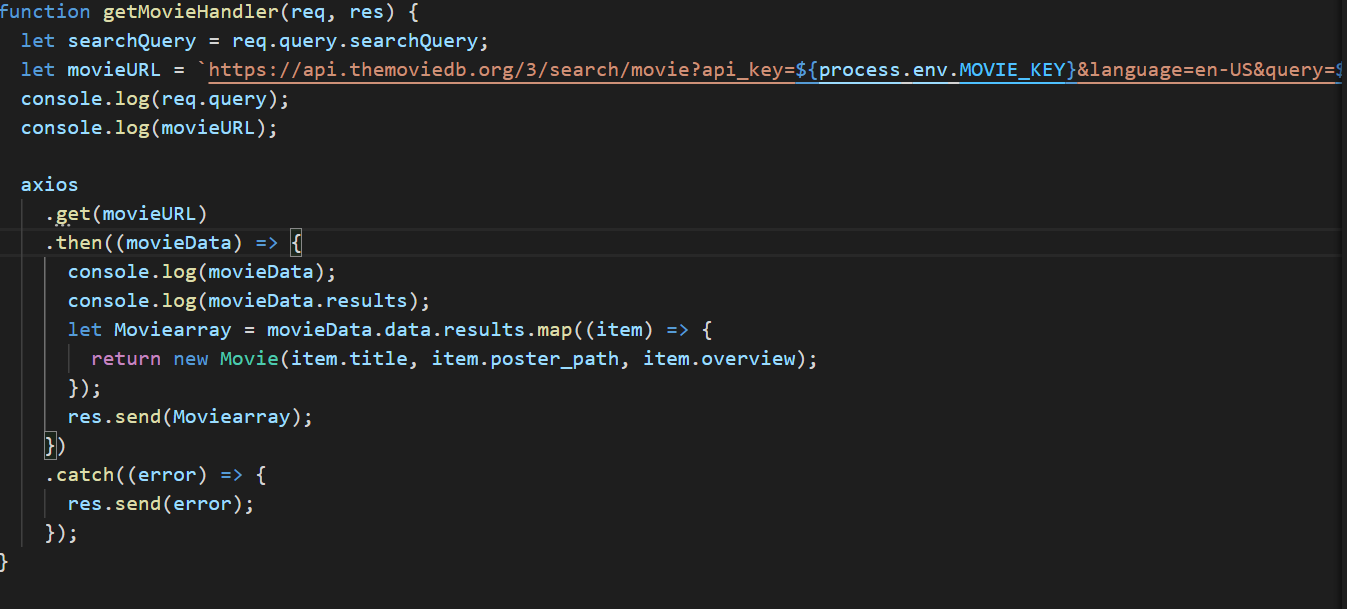 function getMovieHandler(req, res) {
let searchQuery = req.query.searchQuery;
let movieURL = `https://api.themoviedb.org/3/search/movie?api_key=${process.env.MOVIE_KEY}&language=en-US&query=$
console.log(req.query);
console.log(movieURL);
axios
.get(movieURL)
.then((movieData) => {
console.log(movieData);
console.log(movieData.results);
let Moviearray = movieData.data.results.map((item) => {
return new Movie(item.title, item.poster_path, item.overview);
});
res.send(Moviearray);
})
.catch((error) => {
res.send(error);
});
}